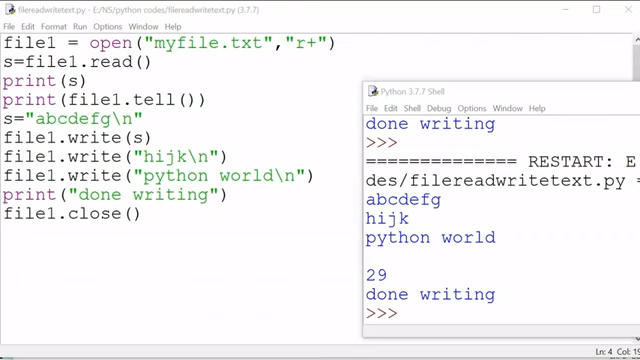 filereadwritetext.py - E:/NS/python codes/filereadwritetext.py (3.7.7)
File Edit Format Run Options Window Help
file1 = open("myfile.txt","r+")
s=file1.read()
print(s)
print(file1.tell())
s="abcdefg\n"
file1.write(s)
file1.write("hijk\n")
file1.write("python world\n")
print("done writing")
file1.close()
Python 3.7.7 Shell
File Edit Shell Debug Options Window Help
done writing
>>>
============== RESTART: E
des/filereadwritetext.py =
abcdefg
hijk
python world
29
done writing
>>>
Ln: 4 Col: 19